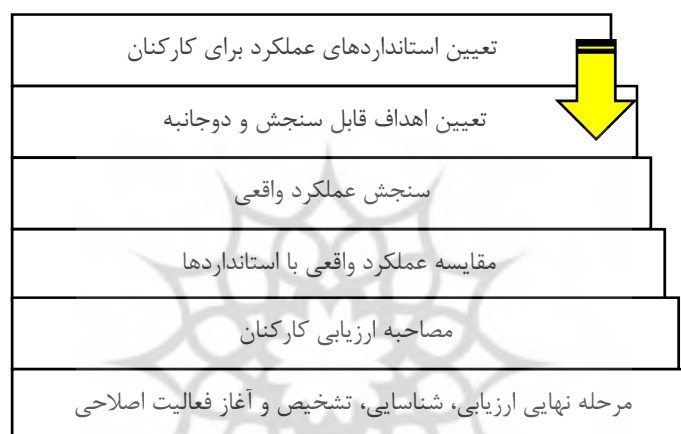 تعیین استانداردهای عملکرد برای کارکنان
تعیین اهداف قابل سنجش و دوجانبه
سنجش عملکرد واقعی
مقایسه عملکرد واقعی با استانداردها
مصاحبه ارزیابی کارکنان
مرحله نهایی ارزیابی، شناسایی، تشخیص و آغاز فعالیت اصلاحی